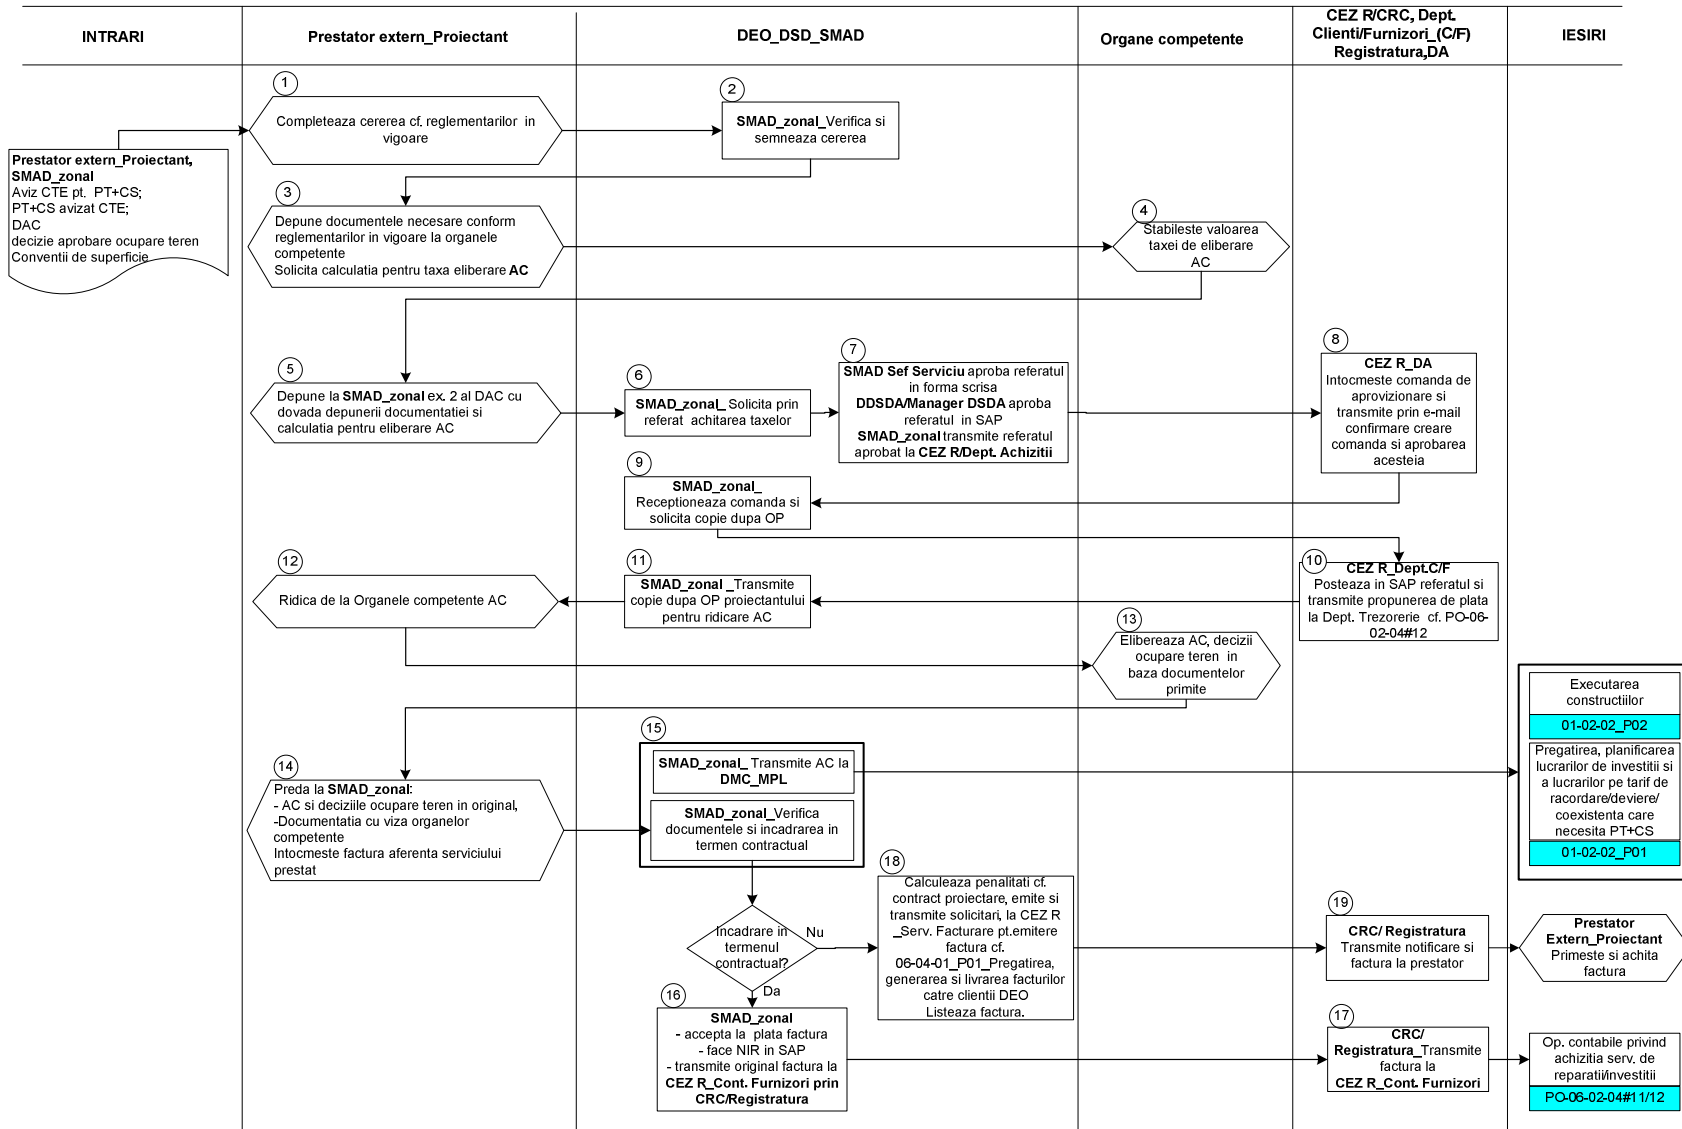 INTRARI
Prestator extern_Proiectant
DEO_DSD_SMAD
Organe competente
CEZ R/CRC, Dept.
Clienti/Furnizori_(C/F)
Registratura,DA
IESIRI
Prestator extern_Proiectant,
SMAD_zonal
Aviz CTE pt. PT+CS;
PT+CS avizat CTE;
DAC
decizie aprobare ocupare teren
Conventii de superficie
1
Completeaza cererea cf. reglementarilor in
vigoare
2
SMAD_zonal_Verifica si
semneaza cererea
3
Depune documentele necesare conform
reglementarilor in vigoare la organele
competente
Solicita calculatia pentru taxa eliberare AC
4
Stabileste valoarea
taxei de eliberare
AC
5
Depune la SMAD_zonal ex. 2 al DAC cu
dovada depunerii documentatiei si
calculatia pentru eliberare AC
6
SMAD_zonal_ Solicita prin
referat achitarea taxelor
7
SMAD Sef Serviciu aproba referatul
in forma scrisa
DDSDA/Manager DSDA aproba
referatul in SAP
SMAD_zonal transmite referatul
aprobat la CEZ R/Dept. Achizitii
8
CEZ R_DA
Intocmeste comanda de
aprovizionare si
transmite prin e-mail
confirmare creare
comanda si aprobarea
acesteia
9
SMAD_zonal_
Receptioneaza comanda si
solicita copie dupa OP
10
CEZ R_Dept.C/F
Posteaza in SAP referatul si
transmite propunerea de plata
la Dept. Trezorerie cf. PO-06-
02-04#12
11
SMAD_zonal _Transmite
copie dupa OP proiectantului
pentru ridicare AC
12
Ridica de la Organele competente AC
13
Elibereaza AC, decizii
ocupare teren in
baza documentelor
primite
14
Preda la SMAD_zonal:
- AC si deciziile ocupare teren in original,
-Documentatia cu viza organelor
competente
Intocmeste factura aferenta serviciului
prestat
15
SMAD_zonal_ Transmite AC la
DMC_MPL
SMAD_zonal_Verifica
documentele si incadrarea in
termen contractual
Executarea
constructiilor
01-02-02_P02
Pregatirea, planificarea
lucrarilor de investitii si
a lucrarilor pe tarif de
racordare/deviere/
coexistenta care
necesita PT+CS
01-02-02_P01
Incadrare in
termenul
contractual?
Nu
Da
18
Calculeaza penalitati cf.
contract proiectare, emite si
transmite solicitari, la CEZ R
_Serv. Facturare pt.emitere
factura cf.
06-04-01_P01_Pregatirea,
generarea si livrarea facturilor
catre clientii DEO
Listeaza factura.
19
CRC/ Registratura
Transmite notificare si
factura la prestator
Prestator
Extern_Proiectant
Primeste si achita
factura
16
SMAD_zonal
- accepta la plata factura
- face NIR in SAP
- transmite original factura la
CEZ R_Cont. Furnizori prin
CRC/Registratura
17
CRC/
Registratura_Transmite
factura la
CEZ R_Cont. Furnizori
Op. contabile privind
achizitia serv. de
reparatii/investitii
PO-06-02-04#11/12